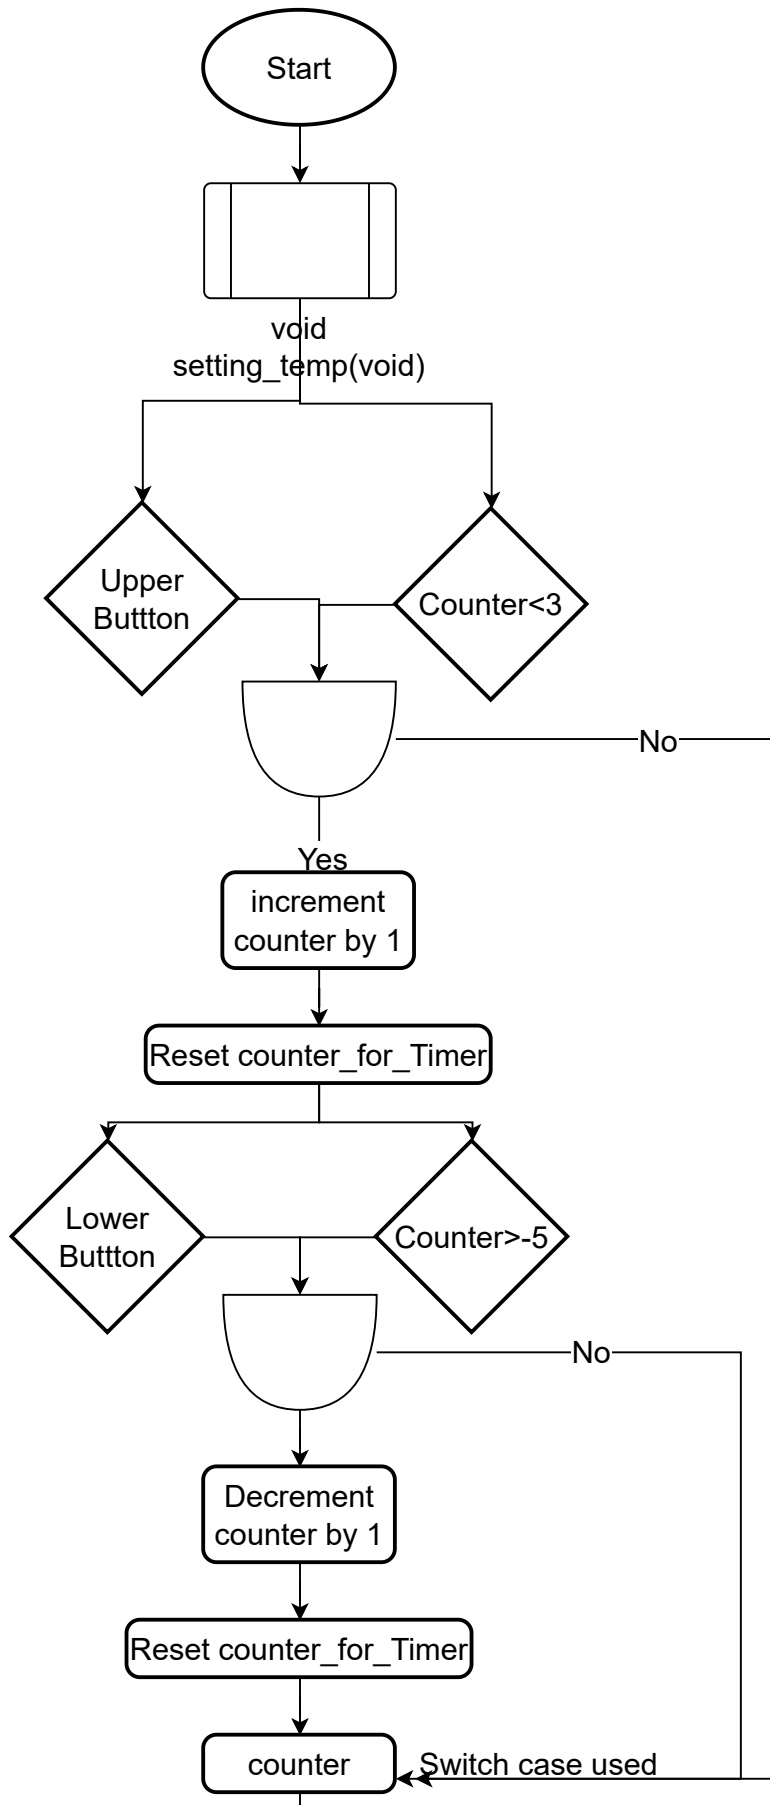 Start
void
setting_temp(void)
Upper
Buttton
Counter<3
No
Yes
increment
counter by 1
Reset counter_for_Timer
Lower
Buttton
Counter>-5
No
Decrement
counter by 1
Reset counter_for_Timer
counter
Switch case used